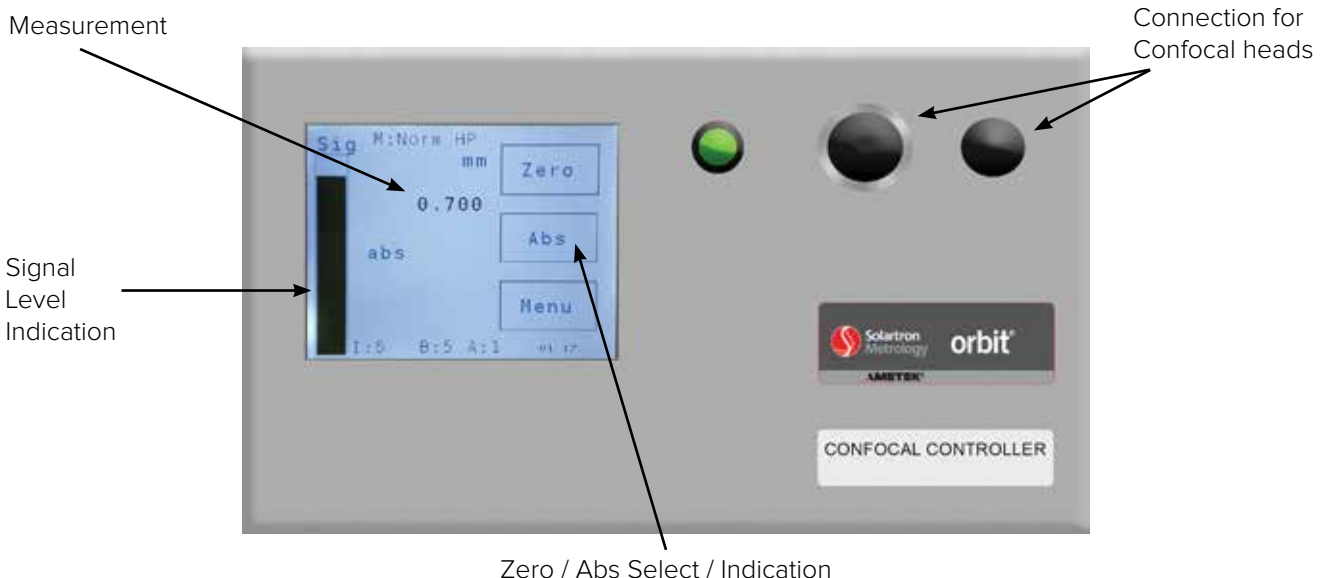 Measurement
Connection for
Confocal heads
Sig M:Norm HP
mm
Zero
0.700
Abs
abs
Signal
Level
Indication
Menu
I:5 B:5 A:1
Solartron
Metrology
orbit®
AMETEK®
CONFOCAL CONTROLLER
Zero / Abs Select / Indication